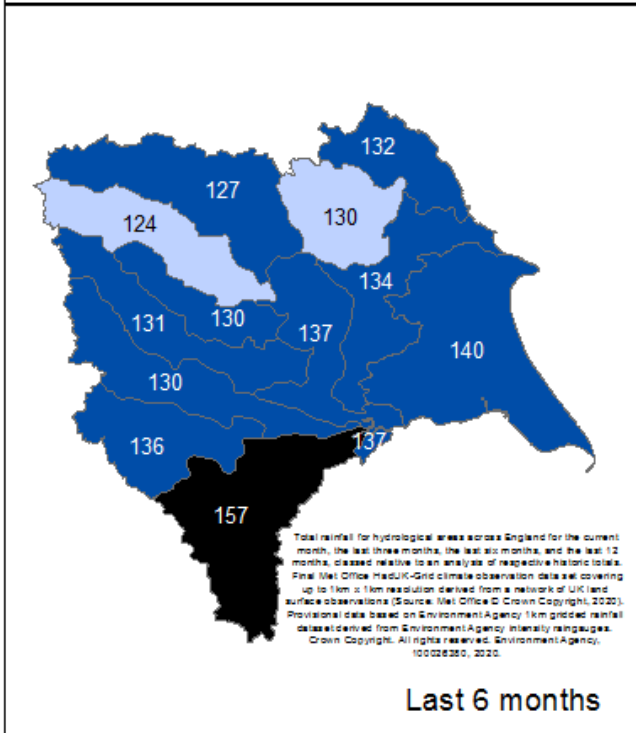 132
127
130
124
134
131
130
137
140
130
136
137
157
Total rainfall for hydrological areas across England for the current
month, the last three months, the last six months, and the last 12
months, classed relative to an analysis of respective historic totals.
Final Met Office HadUK-Grid climate observation data set covering
up to 1km x 1km resolution derived from a network of UK land
surface observations (Source: Met Office © Crown Copyright, 2020).
Provisional data based on Environment Agency 1km gridded rainfall
dataset derived from Environment Agency intensity raingauges.
Crown Copyright. All rights reserved. Environment Agency,
100026380, 2020.
Last 6 months